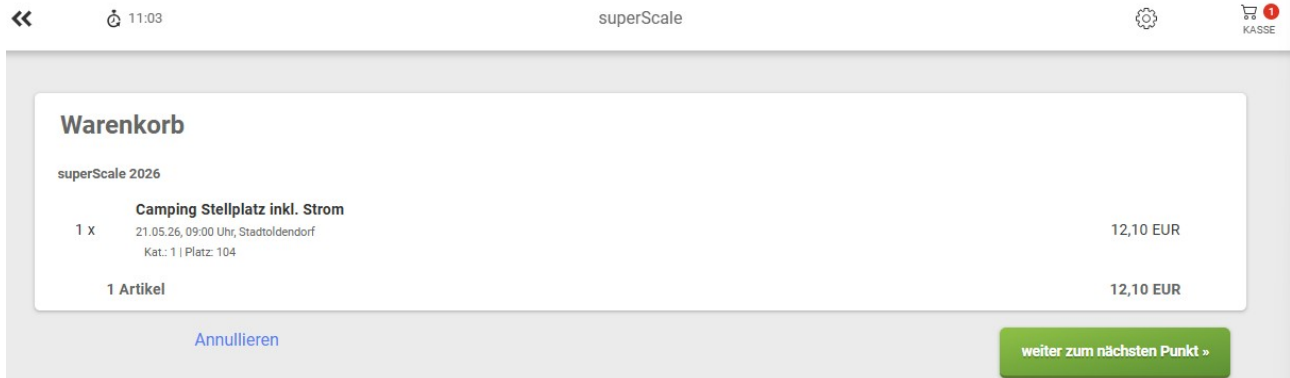 11:03
superScale
1
KASSE
Warenkorb
superScale 2026
Camping Stellplatz inkl. Strom
1 x
21.05.26, 09:00 Uhr, Stadtoldendorf
12,10 EUR
Kat.: 1 | Platz: 104
1 Artikel
12,10 EUR
Annullieren
weiter zum nächsten Punkt »